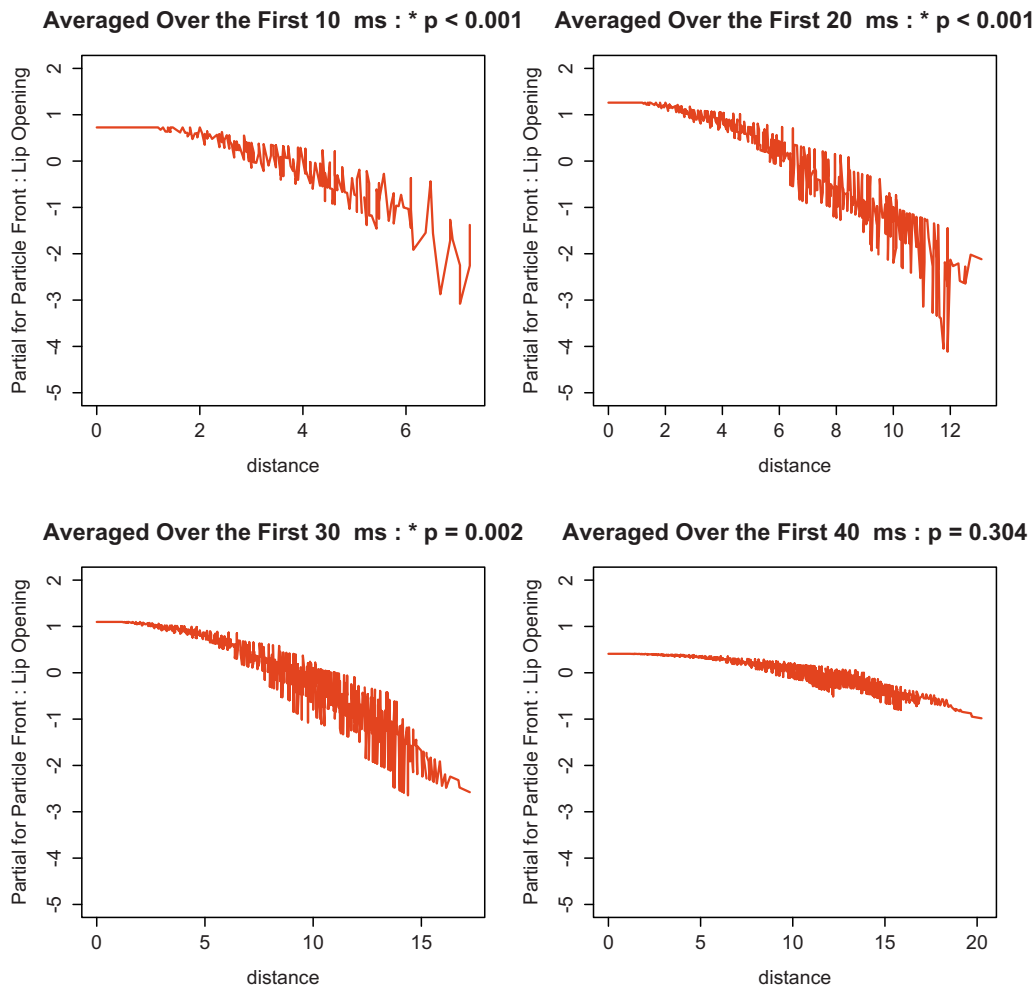 Averaged Over the First 10  ms : * p < 0.001
Partial for Particle Front : Lip Opening
2
1
0
-1
-2
-3
-4
-5
0 2 4 6
distance
Averaged Over the First 20  ms : * p < 0.001
Partial for Particle Front : Lip Opening
2
1
0
-1
-2
-3
-4
-5
0 2 4 6 8 10 12
distance
Averaged Over the First 30  ms : * p = 0.002
Partial for Particle Front : Lip Opening
2
1
0
-1
-2
-3
-4
-5
0 5 10 15
distance
Averaged Over the First 40  ms : p = 0.304
Partial for Particle Front : Lip Opening
2
1
0
-1
-2
-3
-4
-5
0 5 10 15 20
distance